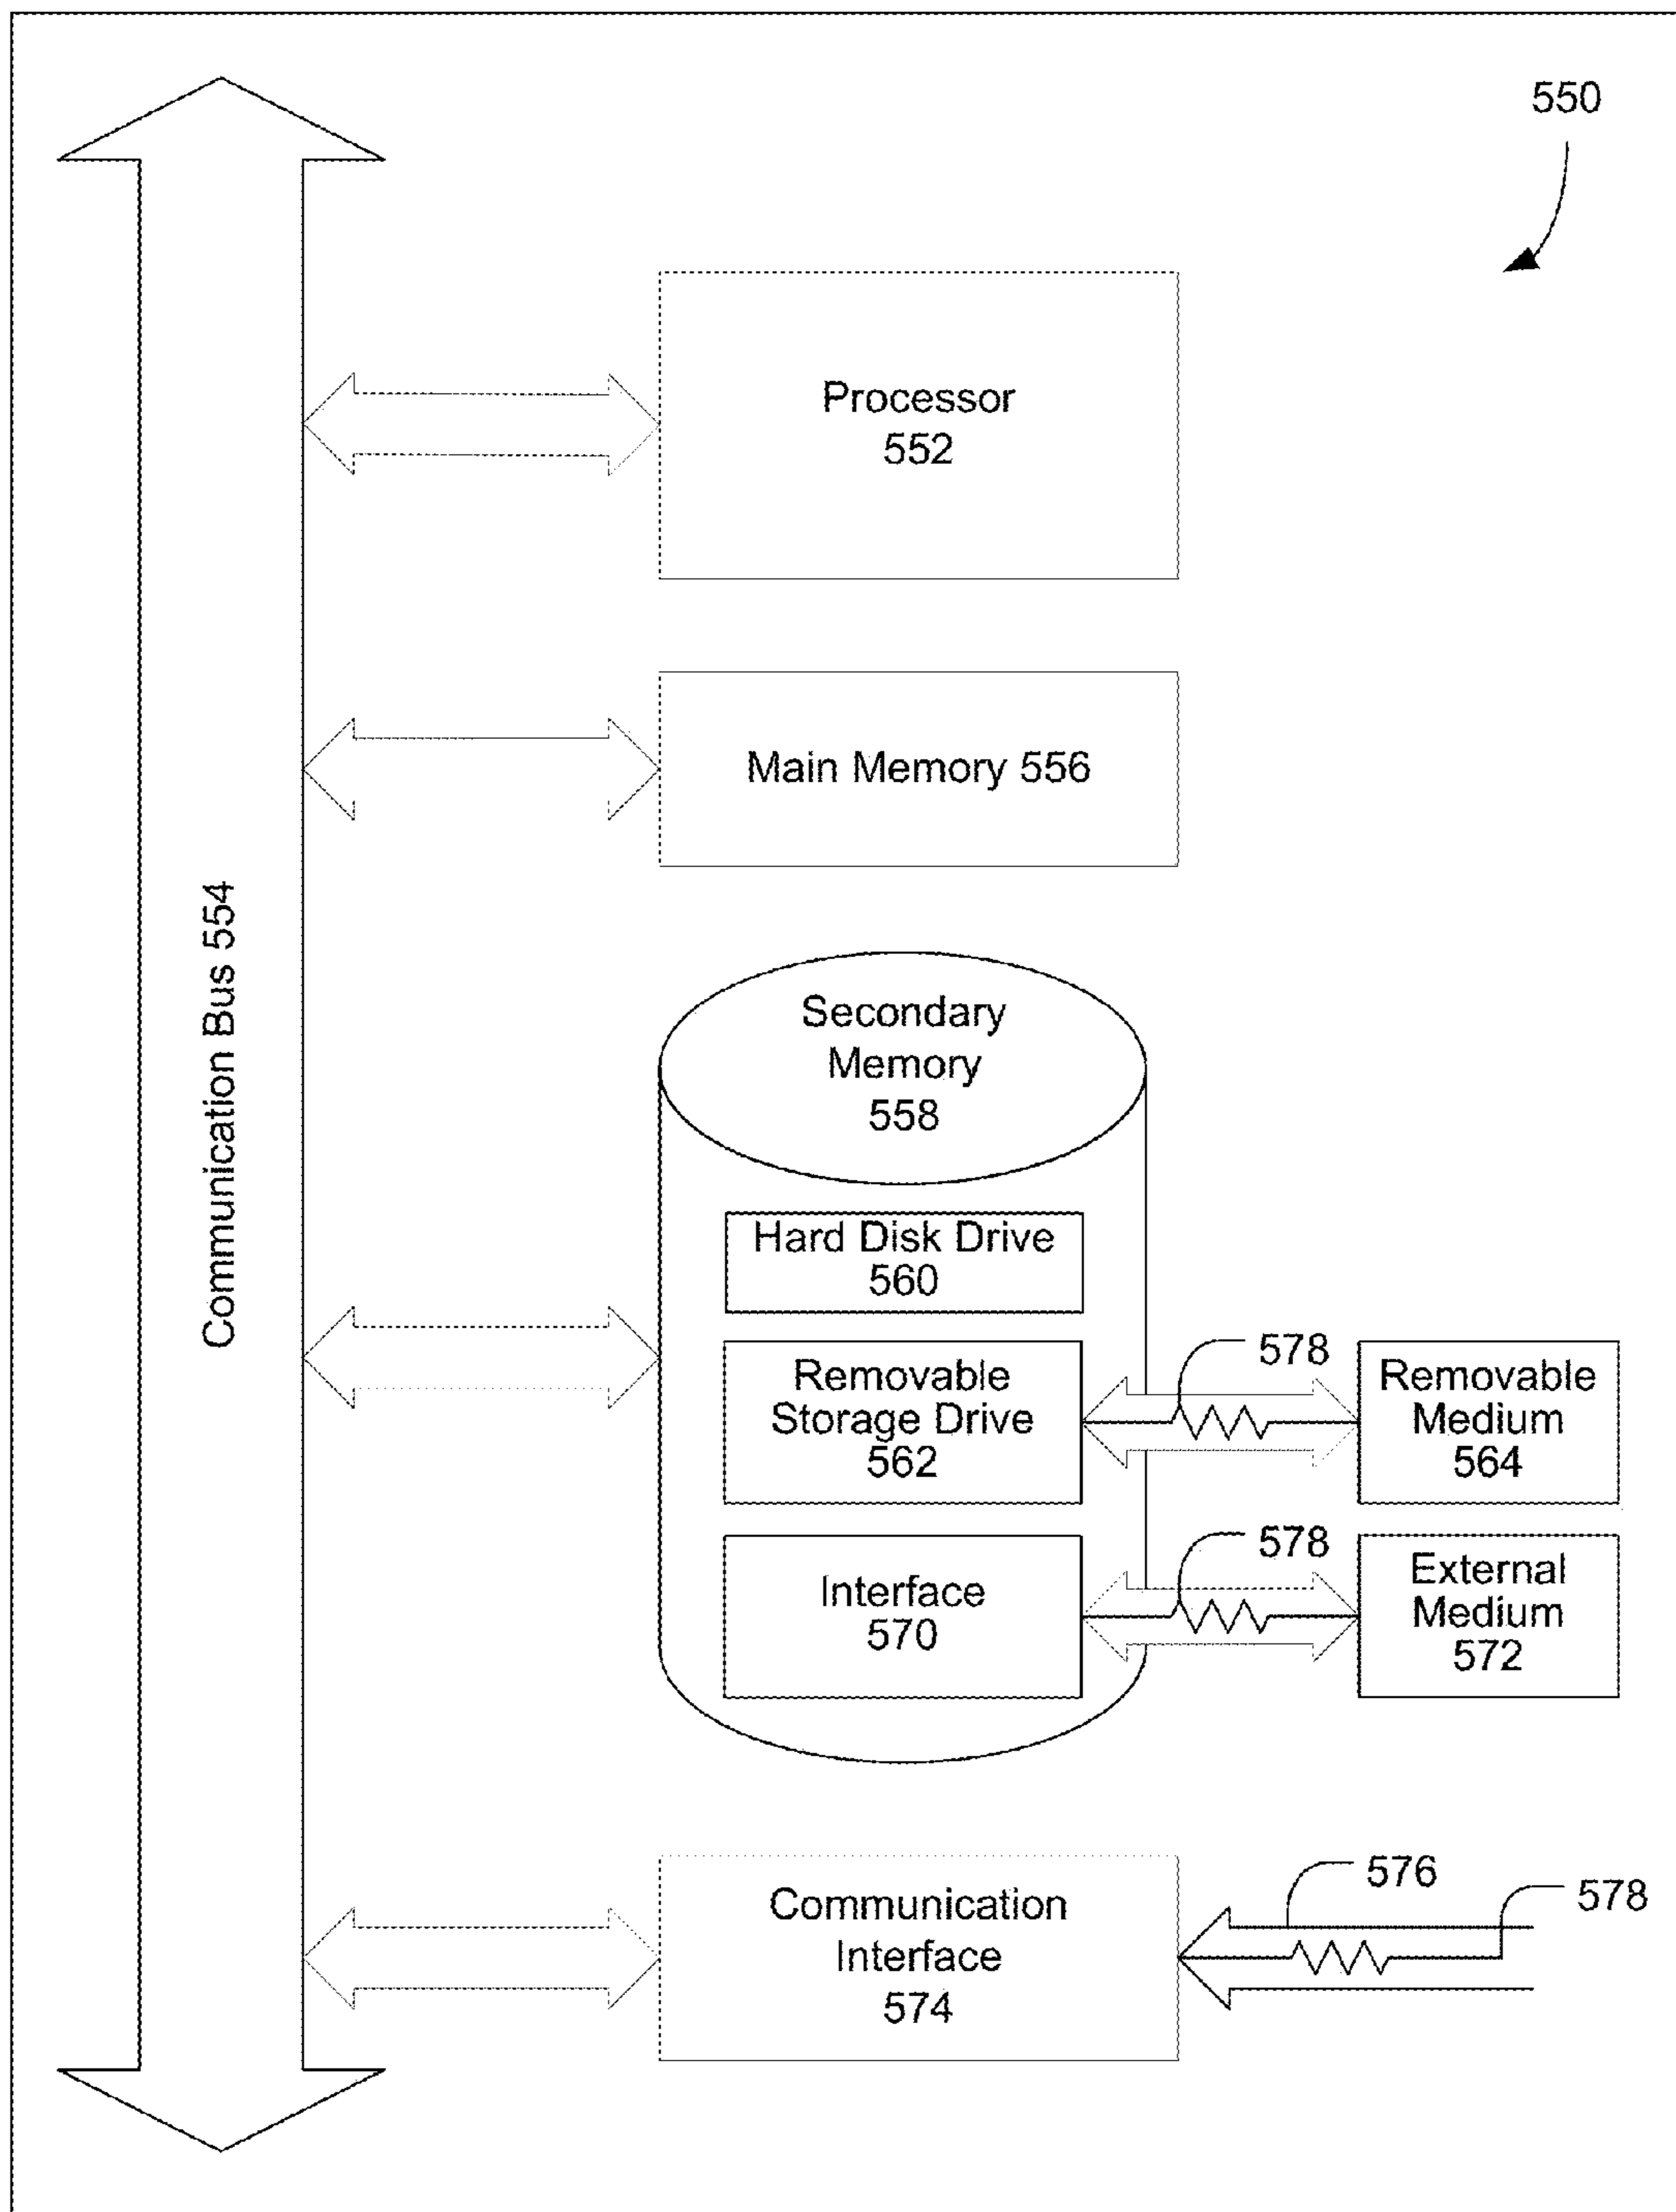 550
Processor
552
Main Memory 556
Communication Bus 554
Secondary
Memory
558
Hard Disk Drive
560
Removable
Storage Drive
562
578
Removable
Medium
564
Interface
570
578
External
Medium
572
Communication
Interface
574
576
578